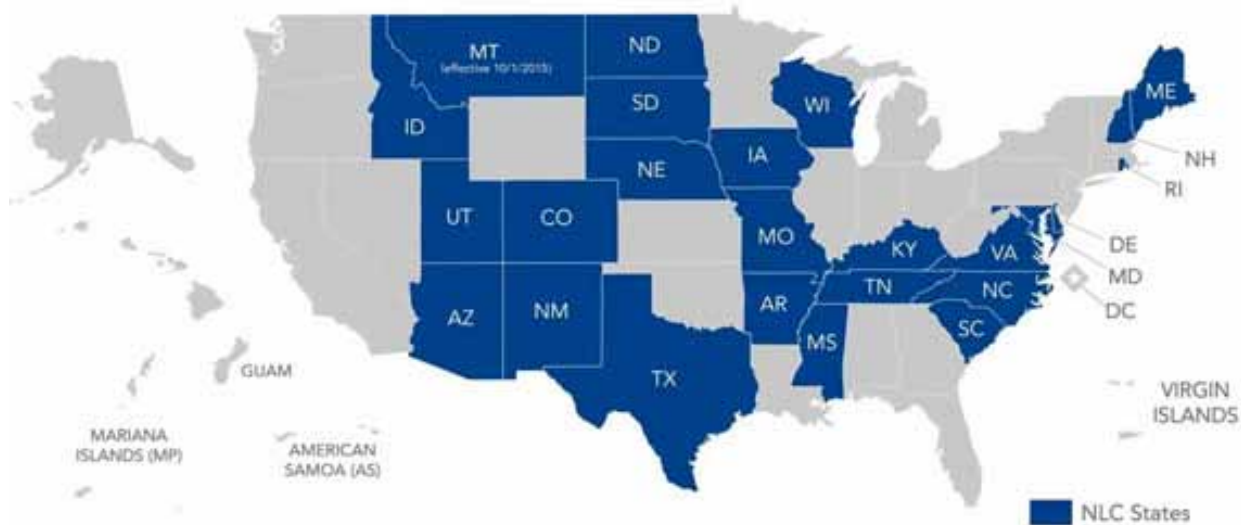 MT
(effective 10/1/2015)
ND
ME
SD
WI
ID
IA
NH
NE
RI
UT
CO
MO
KY
VA
DE
MD
TN
NC
AZ
NM
AR
DC
SC
MS
TX
GUAM
VIRGIN
ISLANDS
MARIANA
ISLANDS (MP)
AMERICAN
SAMOA (AS)
NLC States